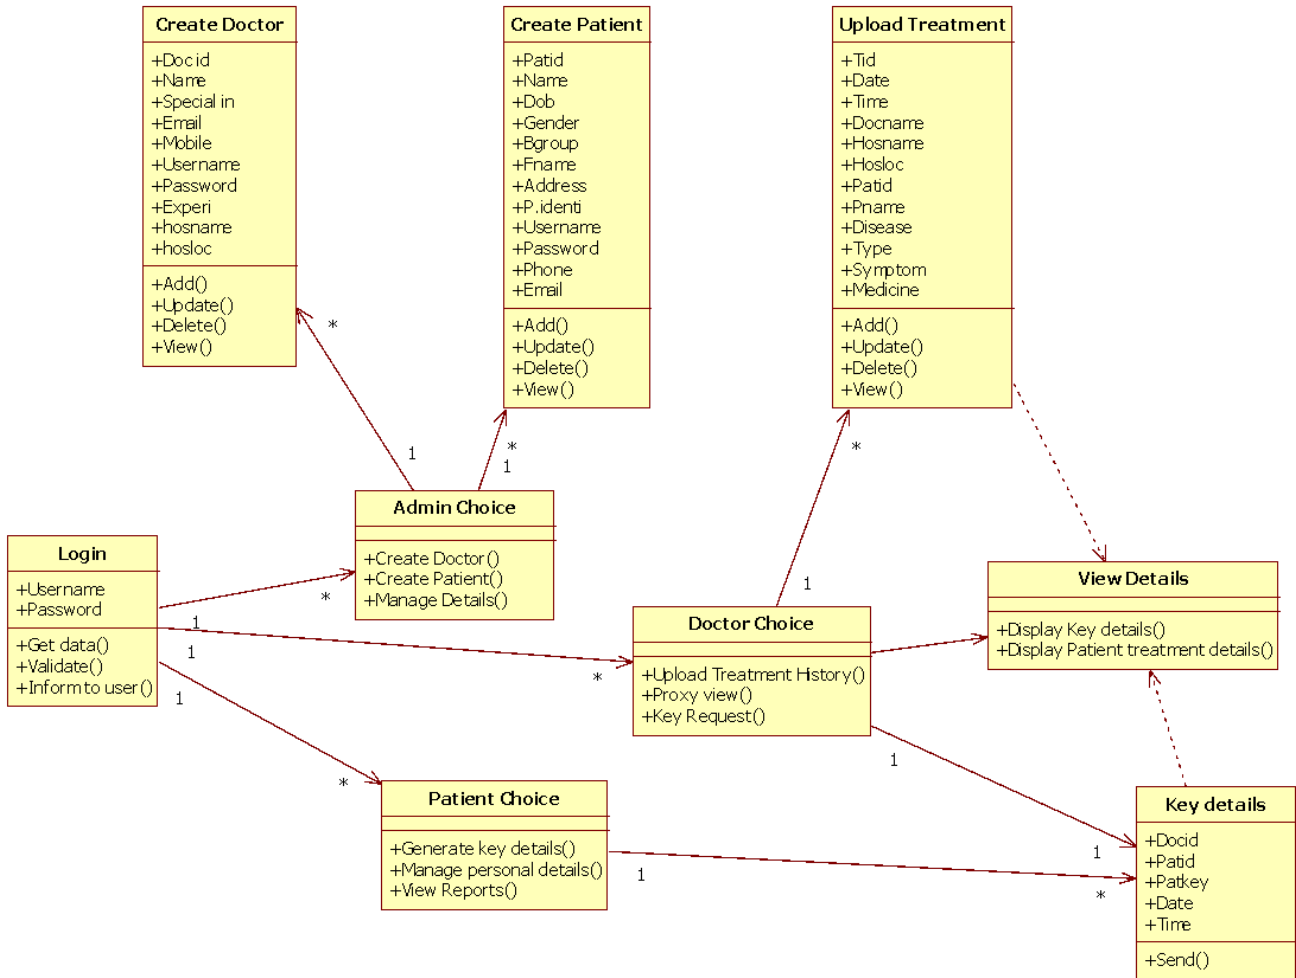 Create Doctor
+Docid
+Name
+Special in
+Email
+Mobile
+Username
+Password
+Experi
+hosname
+hosloc
+Add()
+Update()
+Delete()
+View()
Create Patient
+Patid
+Name
+Dob
+Gender
+Bgroup
+Fname
+Address
+P.identi
+Username
+Password
+Phone
+Email
+Add()
+Update()
+Delete()
+View()
Upload Treatment
+Tid
+Date
+Time
+Docname
+Hosname
+Hosloc
+Patid
+Pname
+Disease
+Type
+Symptom
+Medicine
+Add()
+Update()
+Delete()
+View()
*
1
*
1
*
1
Admin Choice
+Create Doctor()
+Create Patient()
+Manage Details()
Login
+Username
+Password
+Get data()
+Validate()
+Inform to user()
*
1
1
*
1
*
Doctor Choice
+Upload Treatment History()
+Proxy view()
+Key Request()
View Details
+Display Key details()
+Display Patient treatment details()
1
1
Patient Choice
+Generate key details()
+Manage personal details()
+View Reports()
1
*
Key details
+Docid
+Patid
+Patkey
+Date
+Time
+Send()